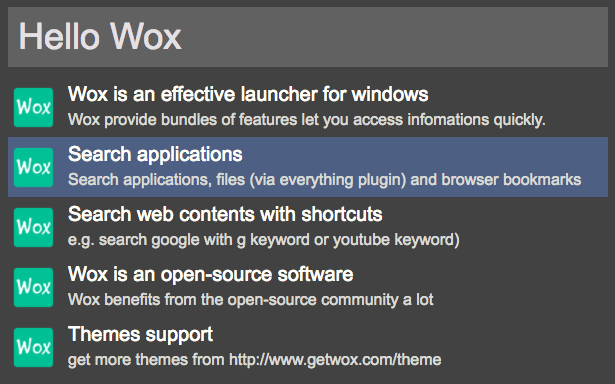 Hello Wox
Wox
Wox is an effective launcher for windows
Wox provide bundles of features let you access infomations quickly.
Wox
Search applications
Search applications, files (via everything plugin) and browser bookmarks
Wox
Search web contents with shortcuts
e.g. search google with g keyword or youtube keyword)
Wox
Wox is an open-source software
Wox benefits from the open-source community a lot
Wox
Themes support
get more themes from http://www.getwox.com/theme